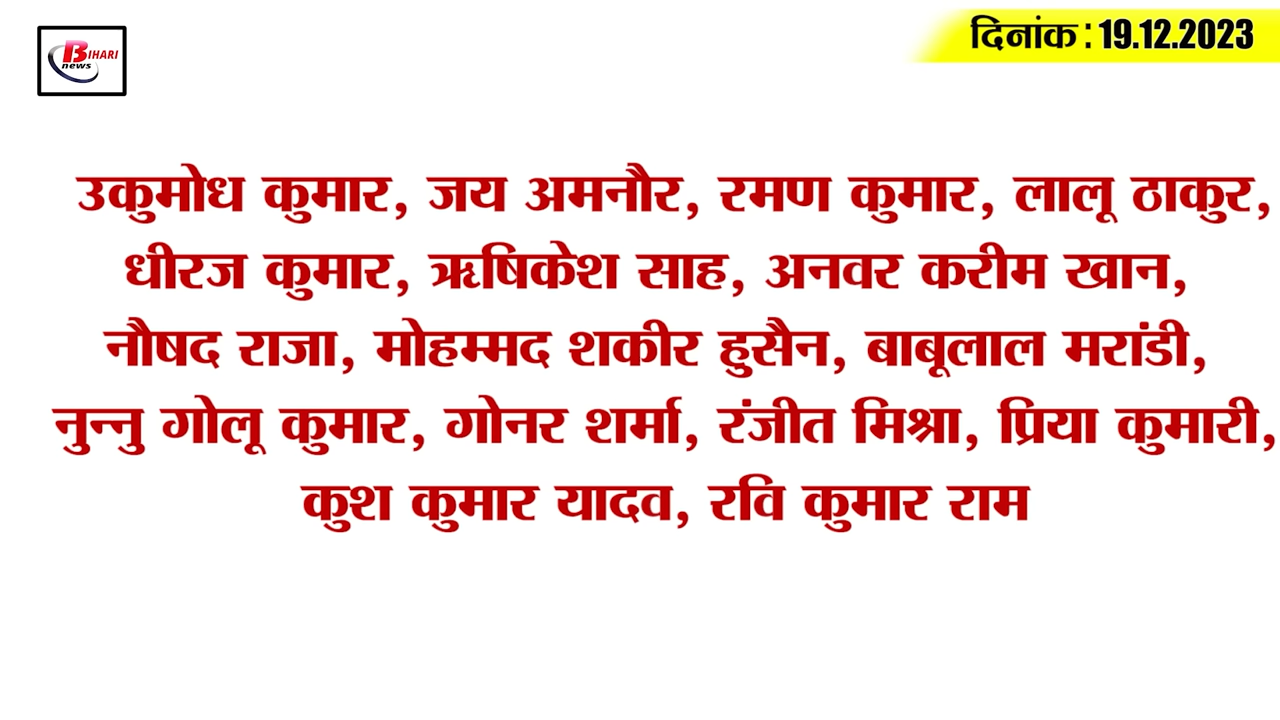 BIHARI
news
दिनांक : 19.12.2023
उकुमोध कुमार, जय अमनौर, रमण कुमार, लालू ठाकुर,
धीरज कुमार, ऋषिकेश साह, अनवर करीम खान,
नौषद राजा, मोहम्मद शकीर हुसैन, बाबूलाल मरांडी,
नुन्नु गोलू कुमार, गोनर शर्मा, रंजीत मिश्रा, प्रिया कुमारी,
कुश कुमार यादव, रवि कुमार राम